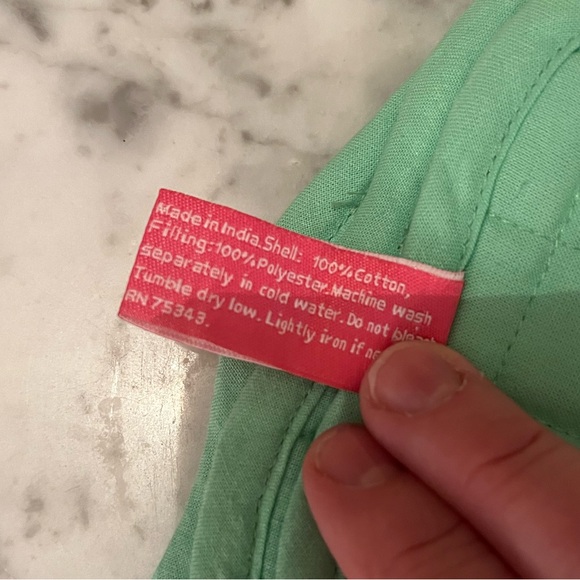 Made in India.Shell: 100%Cotton,
Filling:100%Polyester.Machine wash
separately in cold water. Do not
Tumble dry low. Lightly iron if
RN 75343.